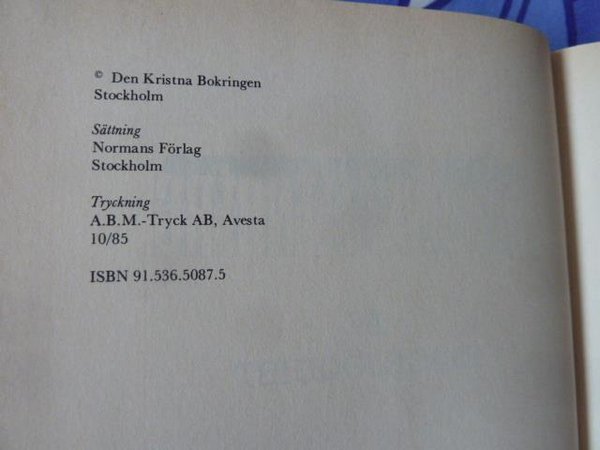 © Den Kristna Bokringen
Stockholm
Sättning
Normans Förlag
Stockholm
Tryckning
A.B.M.-Tryck AB, Avesta
10/85
ISBN 91.536.5087.5